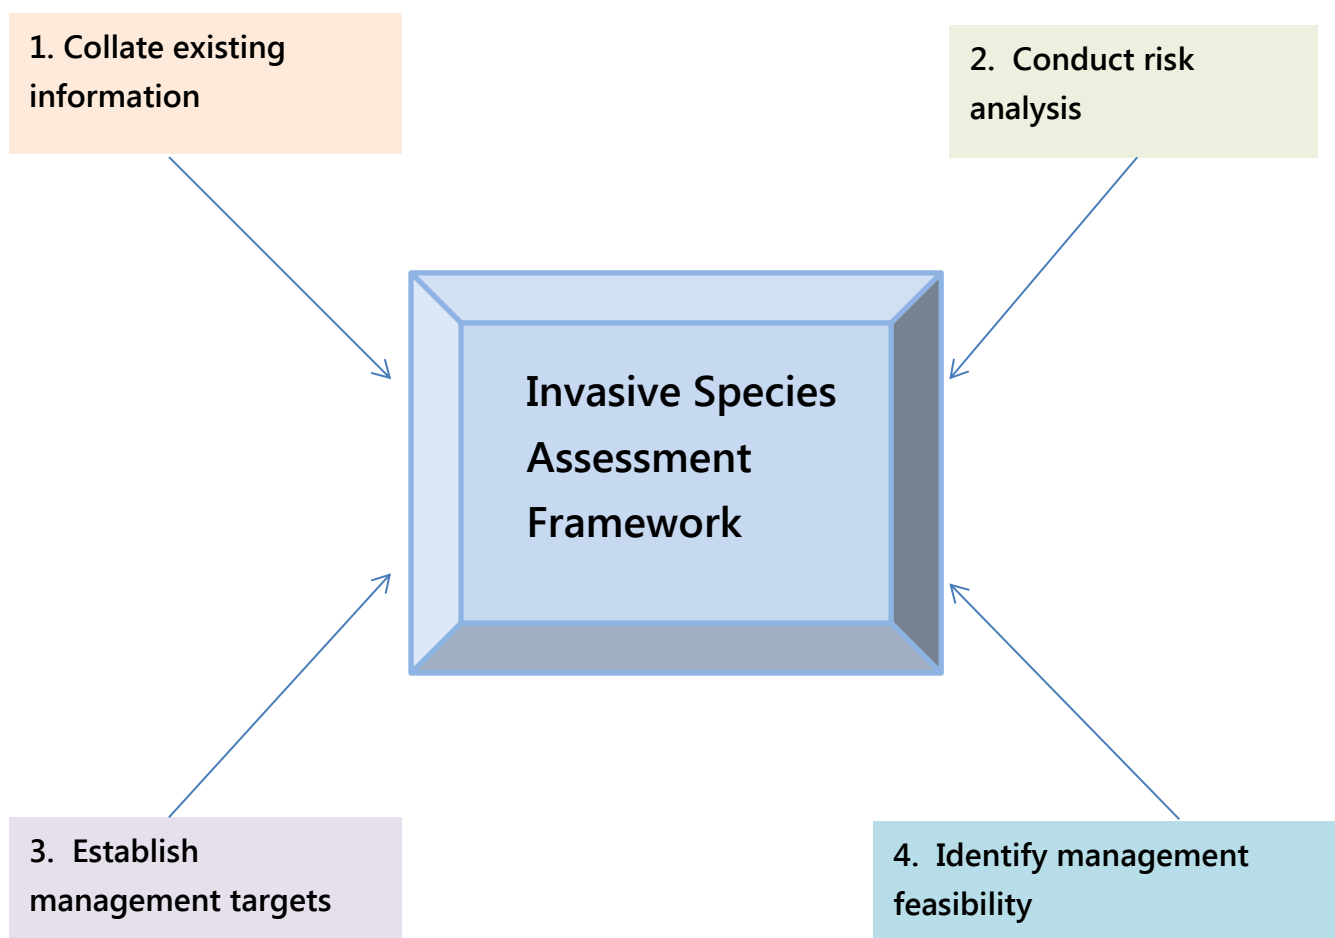 1. Collate existing
information
2. Conduct risk
analysis
Invasive Species
Assessment
Framework
3. Establish
management targets
4. Identify management
feasibility